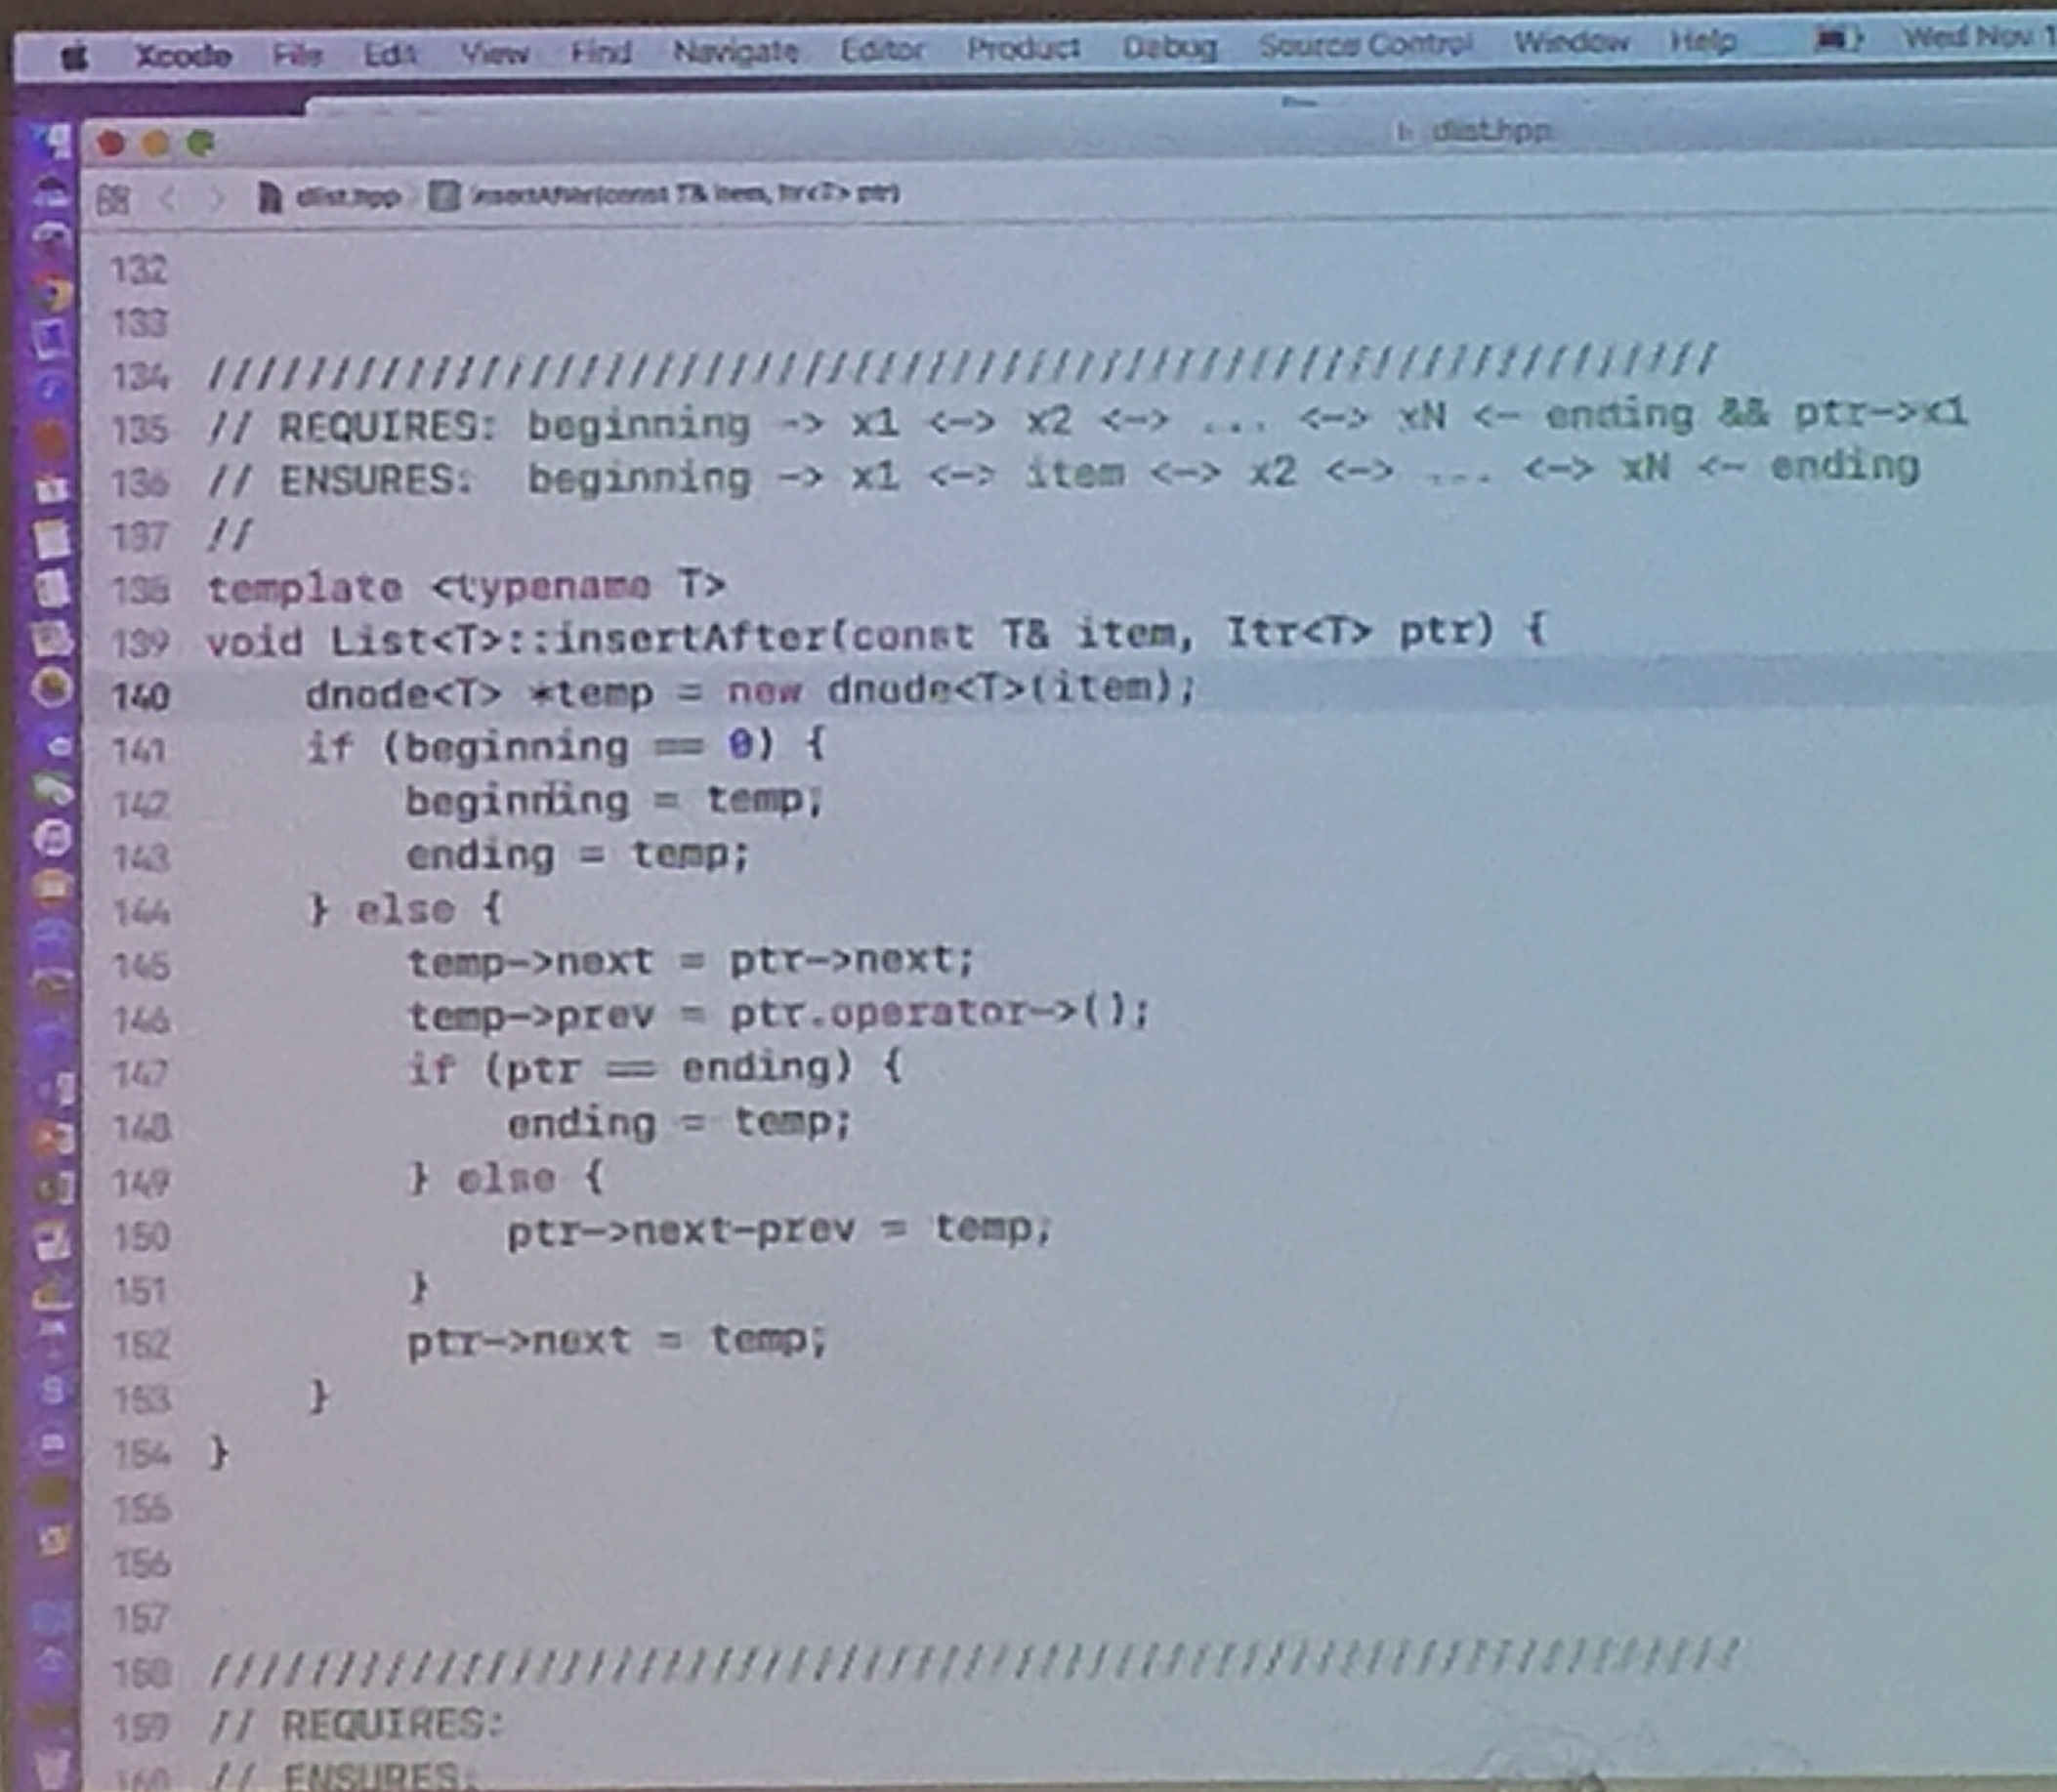 Xcode File Edit View Find Navigate Editor Product Debug Source Control Window Help Wed Nov 1
dlist.hpp
dlist.hpp insertAfter(const T& item, Itr<T> ptr)
132
133
134 /////////////////////////////////////////////////////////////
135 // REQUIRES: beginning -> x1 <-> x2 <-> ... <-> xN <- ending && ptr->x1
136 // ENSURES: beginning -> x1 <-> item <-> x2 <-> ... <-> xN <- ending
137 //
138 template <typename T>
139 void List<T>::insertAfter(const T& item, Itr<T> ptr) {
140 dnode<T> *temp = new dnode<T>(item);
141 if (beginning == 0) {
142 beginning = temp;
143 ending = temp;
144 } else {
145 temp->next = ptr->next;
146 temp->prev = ptr.operator->();
147 if (ptr == ending) {
148 ending = temp;
149 } else {
150 ptr->next-prev = temp;
151 }
152 ptr->next = temp;
153 }
154 }
155
156
157
158 //////////////////////////////////////////////////////////////
159 // REQUIRES:
160 // ENSURES: